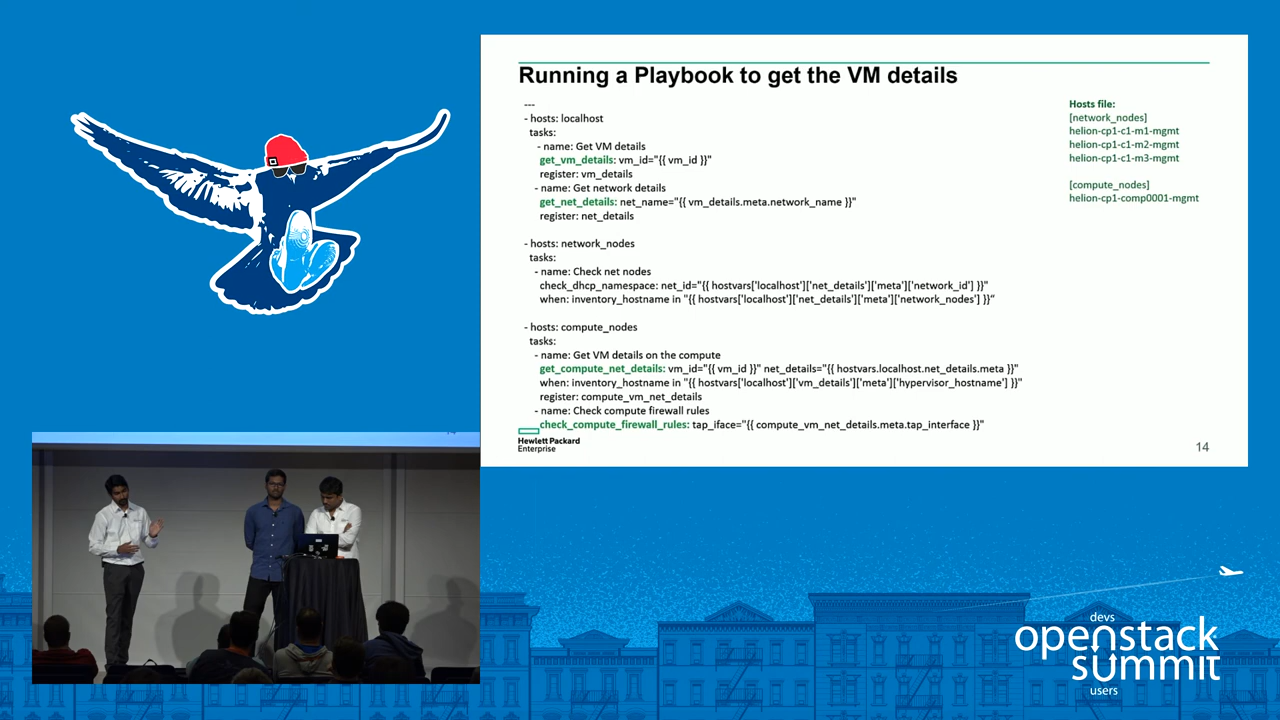 Running a Playbook to get the VM details
---
- hosts: localhost
tasks:
- name: Get VM details
get_vm_details: vm_id="{{ vm_id }}"
register: vm_details
- name: Get network details
get_net_details: net_name="{{ vm_details.meta.network_name }}"
register: net_details
- hosts: network_nodes
tasks:
- name: Check net nodes
check_dhcp_namespace: net_id="{{ hostvars['localhost']['net_details']['meta']['network_id'] }}"
when: inventory_hostname in "{{ hostvars['localhost']['net_details']['meta']['network_nodes'] }}"
- hosts: compute_nodes
tasks:
- name: Get VM details on the compute
get_compute_net_details: vm_id="{{ vm_id }}" net_details="{{ hostvars.localhost.net_details.meta }}"
when: inventory_hostname in "{{ hostvars['localhost']['vm_details']['meta']['hypervisor_hostname'] }}"
register: compute_vm_net_details
- name: Check compute firewall rules
check_compute_firewall_rules: tap_iface="{{ compute_vm_net_details.meta.tap_interface }}"
Hosts file:
[network_nodes]
helion-cp1-c1-m1-mgmt
helion-cp1-c1-m2-mgmt
helion-cp1-c1-m3-mgmt
[compute_nodes]
helion-cp1-comp0001-mgmt
Hewlett Packard
Enterprise
14
devs
openstack
summit
users